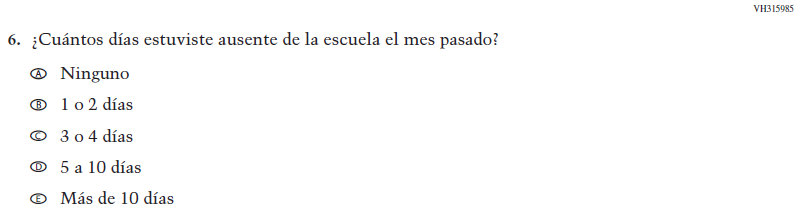 VH315985
6. ¿Cuántos días estuviste ausente de la escuela el mes pasado?
A Ninguno
B 1 o 2 días
C 3 o 4 días
D 5 a 10 días
E Más de 10 días